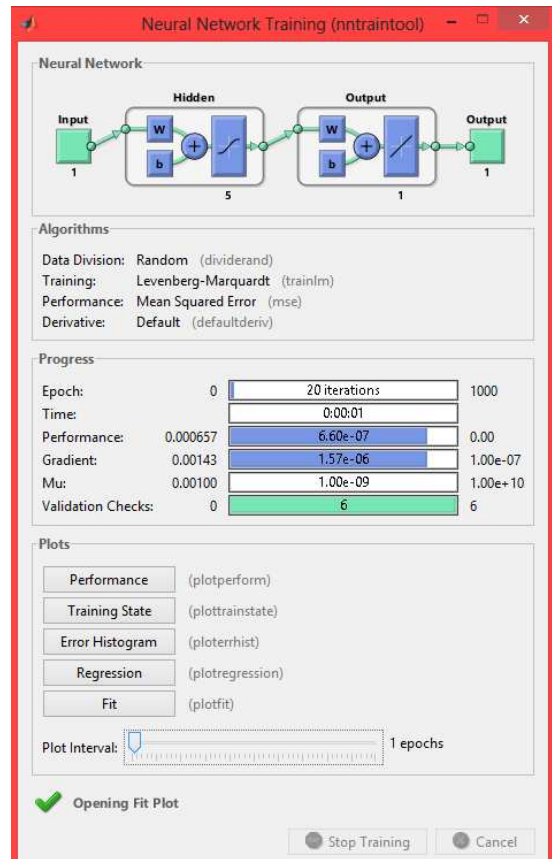 Neural Network Training (nntraintool)
Neural Network
Hidden
Output
Input
W
b
W
b
Output
1
5
1
1
Algorithms
Data Division: Random (dividerand)
Training: Levenberg-Marquardt (trainlm)
Performance: Mean Squared Error (mse)
Derivative: Default (defaultderiv)
Progress
Epoch: 0 20 iterations 1000
Time: 0:00:01
Performance: 0.000657 6.60e-07 0.00
Gradient: 0.00143 1.57e-06 1.00e-07
Mu: 0.00100 1.00e-09 1.00e+10
Validation Checks: 0 6 6
Plots
Performance (plotperform)
Training State (plottrainstate)
Error Histogram (ploterrhist)
Regression (plotregression)
Fit (plotfit)
Plot Interval: 1 epochs
Opening Fit Plot
Stop Training Cancel